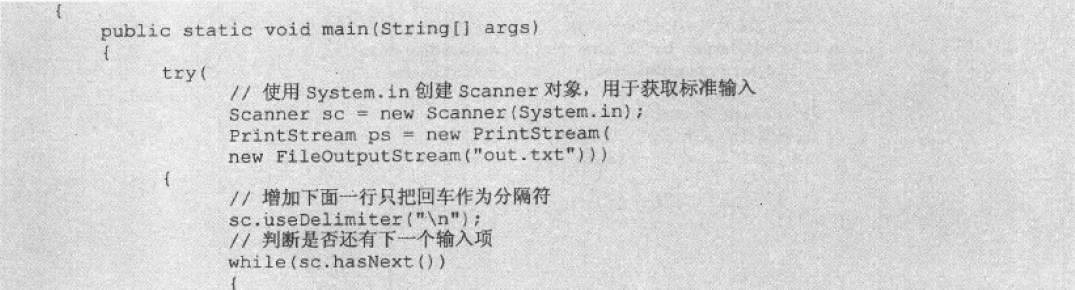 {
public static void main(String[] args)
{
try(
// 使用 System.in 创建 Scanner 对象，用于获取标准输入
Scanner sc = new Scanner(System.in);
PrintStream ps = new PrintStream(
new FileOutputStream("out.txt")))
{
// 增加下面一行只把回车作为分隔符
sc.useDelimiter("\n");
// 判断是否还有下一个输入项
while(sc.hasNext())
{